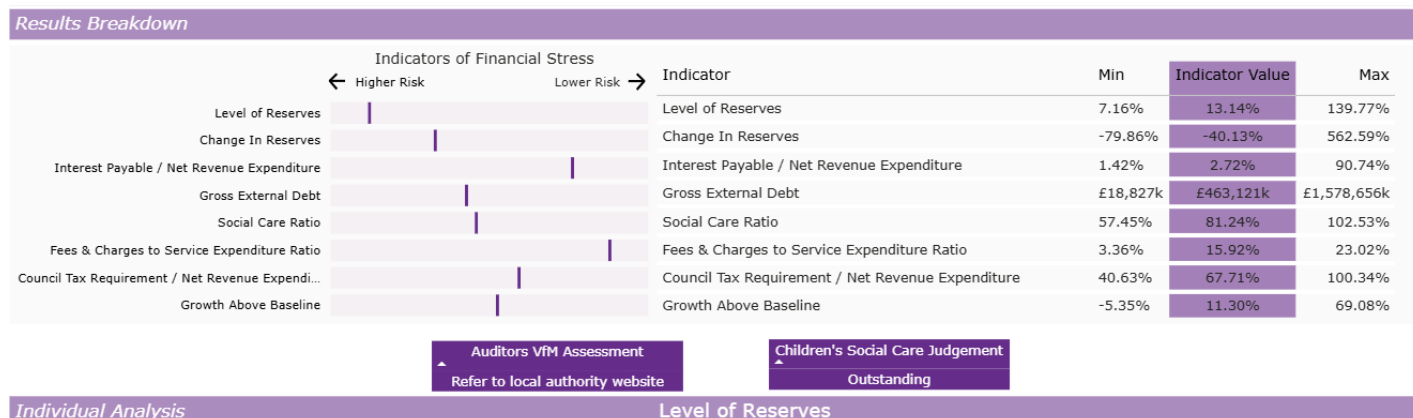 Results Breakdown
Indicators of Financial Stress
← Higher Risk Lower Risk →
Level of Reserves
Change In Reserves
Interest Payable / Net Revenue Expenditure
Gross External Debt
Social Care Ratio
Fees & Charges to Service Expenditure Ratio
Council Tax Requirement / Net Revenue Expendi...
Growth Above Baseline
Indicator Min Indicator Value Max
Level of Reserves 7.16% 13.14% 139.77%
Change In Reserves -79.86% -40.13% 562.59%
Interest Payable / Net Revenue Expenditure 1.42% 2.72% 90.74%
Gross External Debt £18,827k £463,121k £1,578,656k
Social Care Ratio 57.45% 81.24% 102.53%
Fees & Charges to Service Expenditure Ratio 3.36% 15.92% 23.02%
Council Tax Requirement / Net Revenue Expenditure 40.63% 67.71% 100.34%
Growth Above Baseline -5.35% 11.30% 69.08%
Auditors VfM Assessment
Refer to local authority website
Children's Social Care Judgement
Outstanding
Individual Analysis
Level of Reserves